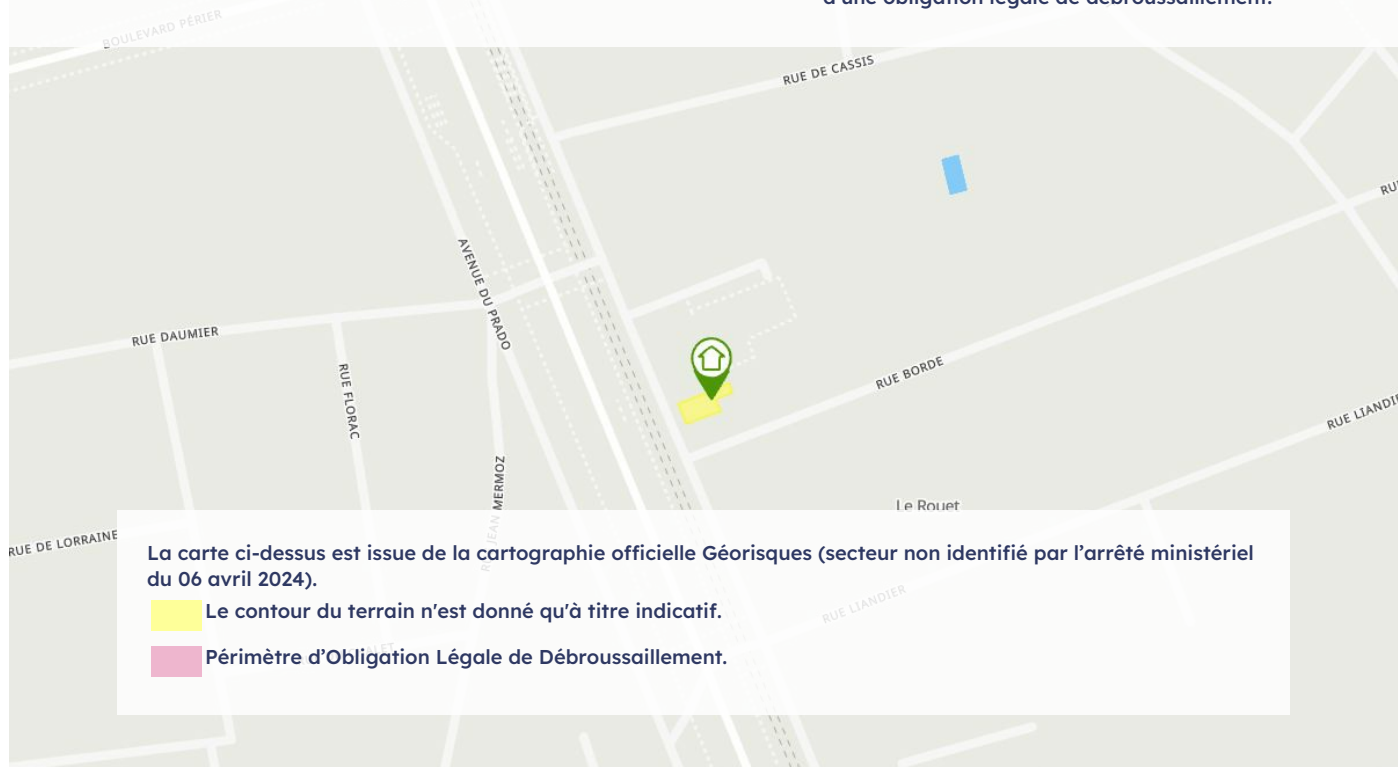 d'une obligation légale de débroussaillement.
BOULEVARD PÉRIER
RUE DE CASSIS
AVENUE DU PRADO
RUE DAUMIER
RUE FLORAC
RUE BORDE
RUE LIANDIER
JEAN MERMOZ
Le Rouet
RUE DE LORRAINE
La carte ci-dessus est issue de la cartographie officielle Géorisques (secteur non identifié par l'arrêté ministériel
du 06 avril 2024).
RUE LIANDIER
Le contour du terrain n'est donné qu'à titre indicatif.
Périmètre d'Obligation Légale de Débroussaillement.